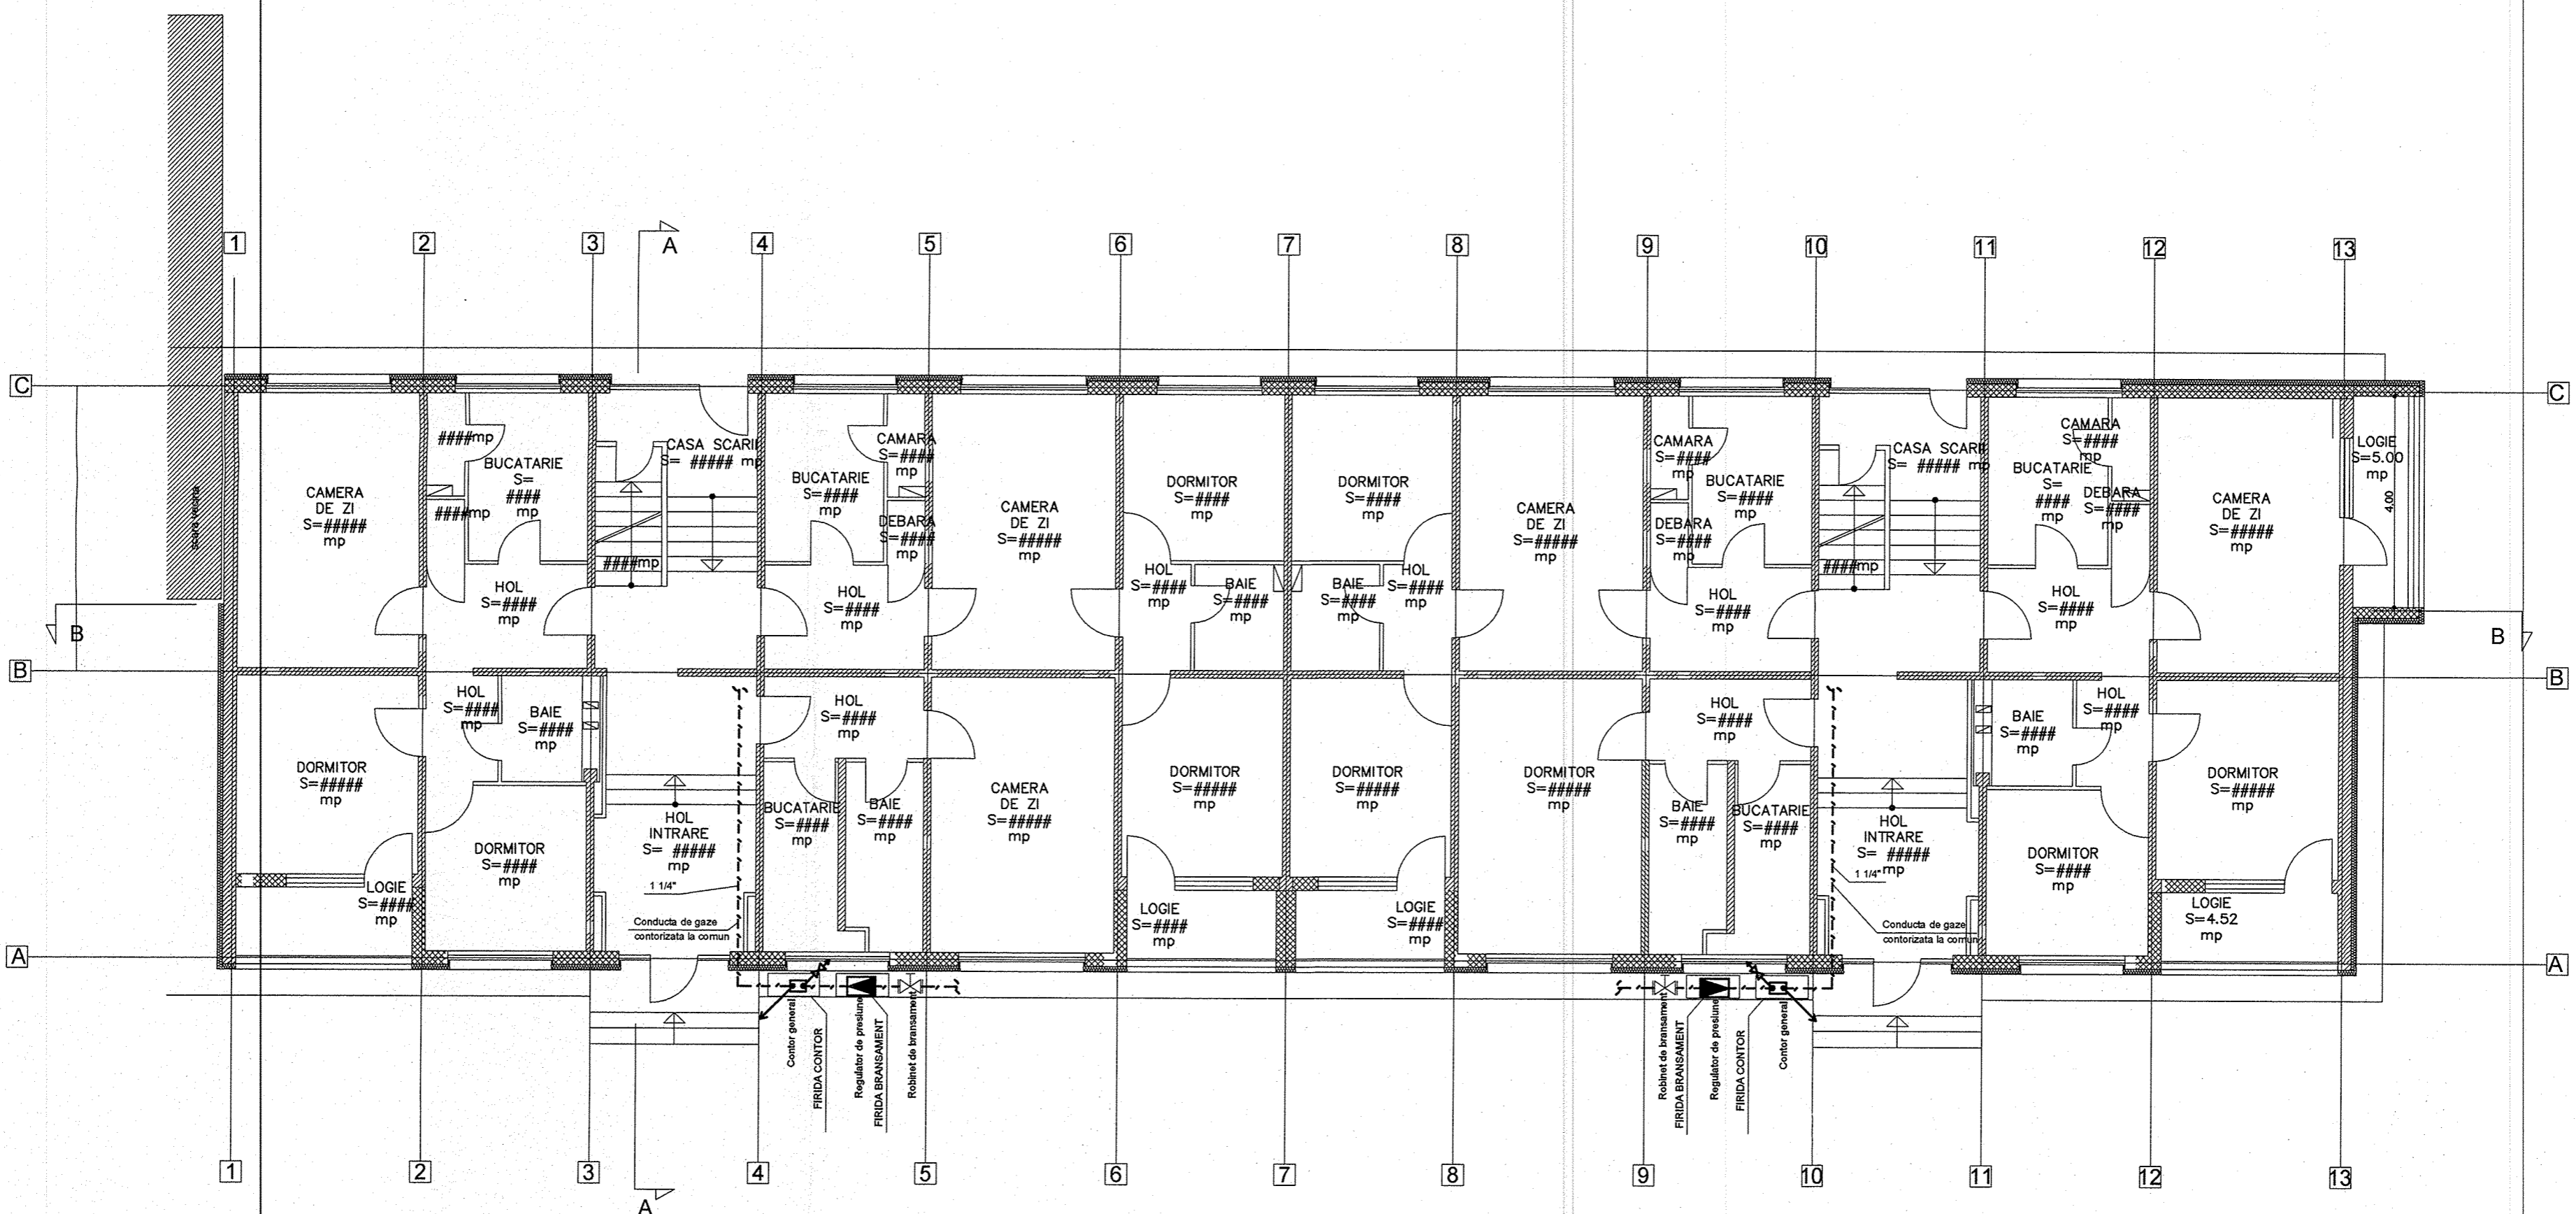 1
2
3
A
4
5
6
7
8
9
10
11
12
13
C
C
scara vecina
CAMERA
DE ZI
S=#####
mp
####mp
####mp
BUCATARIE
S=
####
mp
HOL
S=####
mp
CASA SCARII
S= ##### mp
####mp
BUCATARIE
S=####
mp
CAMARA
S=####
mp
DEBARA
S=####
mp
HOL
S=####
mp
CAMERA
DE ZI
S=#####
mp
DORMITOR
S=####
mp
HOL
S=####
mp
BAIE
S=####
mp
DORMITOR
S=####
mp
BAIE
S=####
mp
HOL
S=####
mp
CAMERA
DE ZI
S=#####
mp
CAMARA
S=####
mp
DEBARA
S=####
mp
BUCATARIE
S=####
mp
HOL
S=####
mp
CASA SCARII
S= ##### mp
####mp
BUCATARIE
S=
####
mp
CAMARA
S=####
mp
DEBARA
S=####
mp
HOL
S=####
mp
CAMERA
DE ZI
S=#####
mp
LOGIE
S=5.00
mp
4.00
B
B
B
B
DORMITOR
S=#####
mp
LOGIE
S=####
mp
HOL
S=####
mp
BAIE
S=####
mp
DORMITOR
S=####
mp
HOL
INTRARE
S= #####
mp
1 1/4"
Conducta de gaze
contorizata la comun
HOL
S=####
mp
BUCATARIE
S=####
mp
BAIE
S=####
mp
CAMERA
DE ZI
S=#####
mp
DORMITOR
S=#####
mp
LOGIE
S=####
mp
DORMITOR
S=#####
mp
LOGIE
S=####
mp
DORMITOR
S=#####
mp
HOL
S=####
mp
BAIE
S=####
mp
BUCATARIE
S=####
mp
HOL
INTRARE
S= #####
mp
1 1/4"
Conducta de gaze
contorizata la comun
BAIE
S=####
mp
HOL
S=####
mp
DORMITOR
S=####
mp
DORMITOR
S=#####
mp
LOGIE
S=4.52
mp
A
A
Contor general
FIRIDA CONTOR
Regulator de presiune
FIRIDA BRANSAMENT
Robinet de bransament
Robinet de bransament
FIRIDA BRANSAMENT
Regulator de presiune
FIRIDA CONTOR
Contor general
1
2
3
A
4
5
6
7
8
9
10
11
12
13